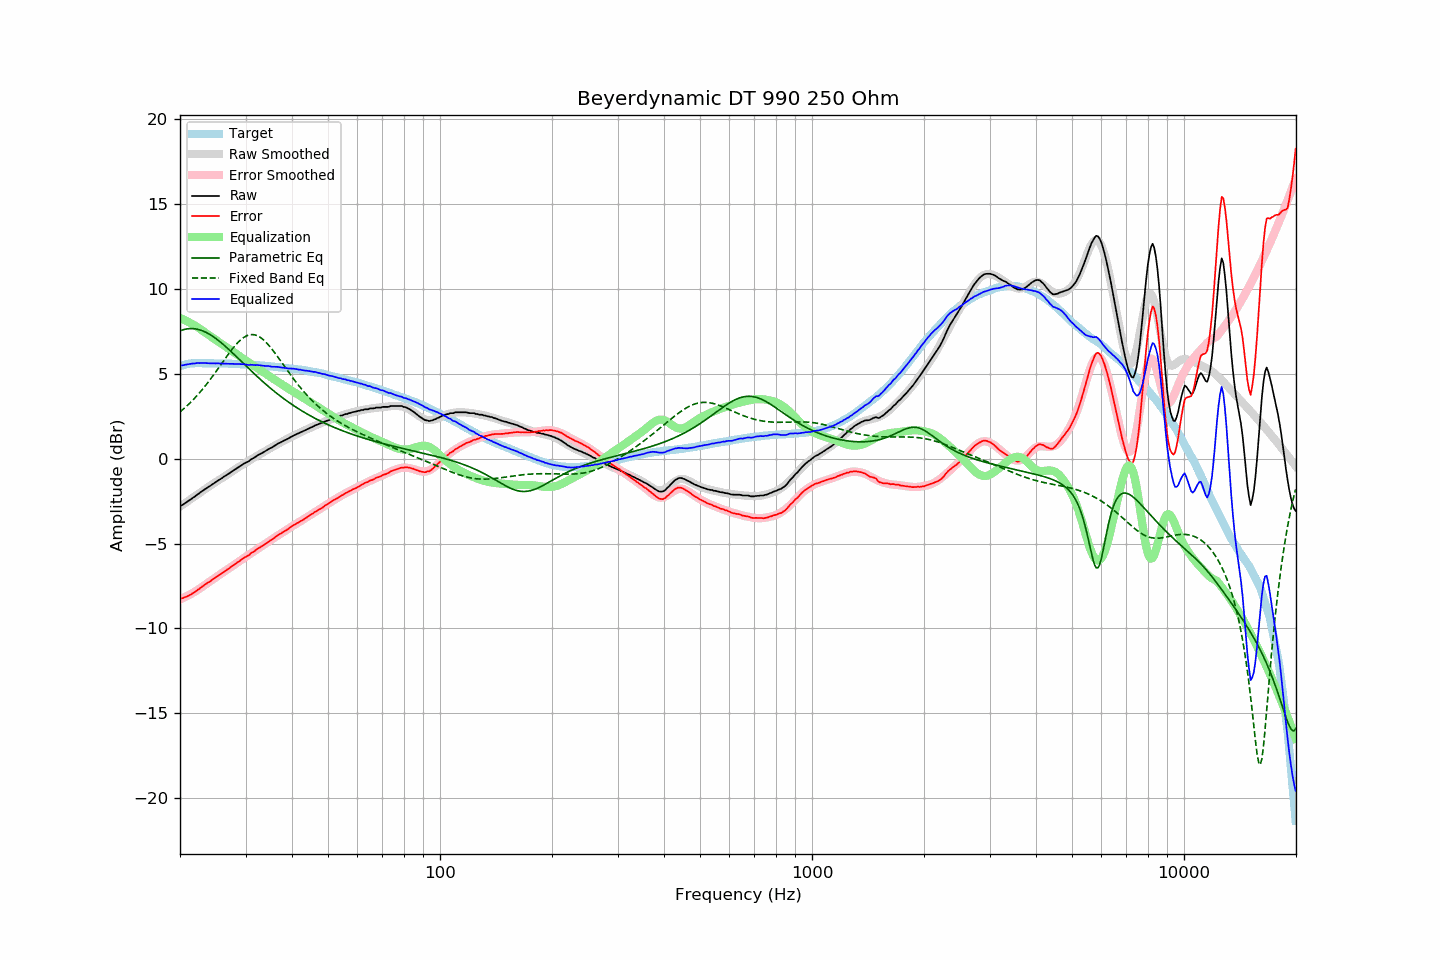 Beyerdynamic DT 990 250 Ohm
Target
Raw Smoothed
Error Smoothed
Raw
Error
Equalization
Parametric Eq
Fixed Band Eq
Equalized
20
15
10
5
0
−5
−10
−15
−20
Amplitude (dBr)
100
1000
10000
Frequency (Hz)